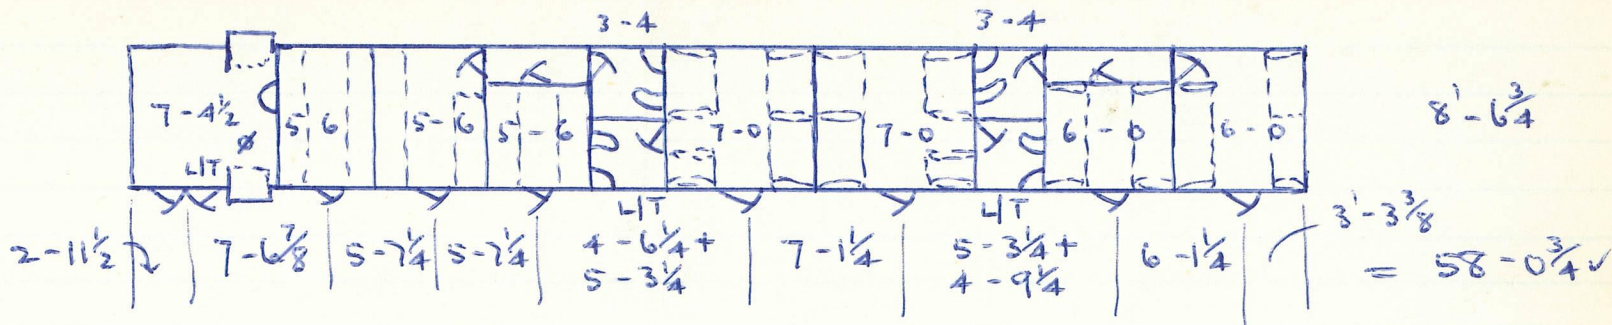 3-4 3-4
7-4½ 5 6 5-6 5-6 7-0 7-0 6-0 6-0 8'-6¾
ø
L/T
L/T L/T
2-11½ 7-6⅞ 5-7¼ 5-7¼ 4-6¼+ 7-1¼ 5-3¼+ 6-1¼ 3'-3⅜
5-3¼ 4-9¼ = 58-0¾ ✓